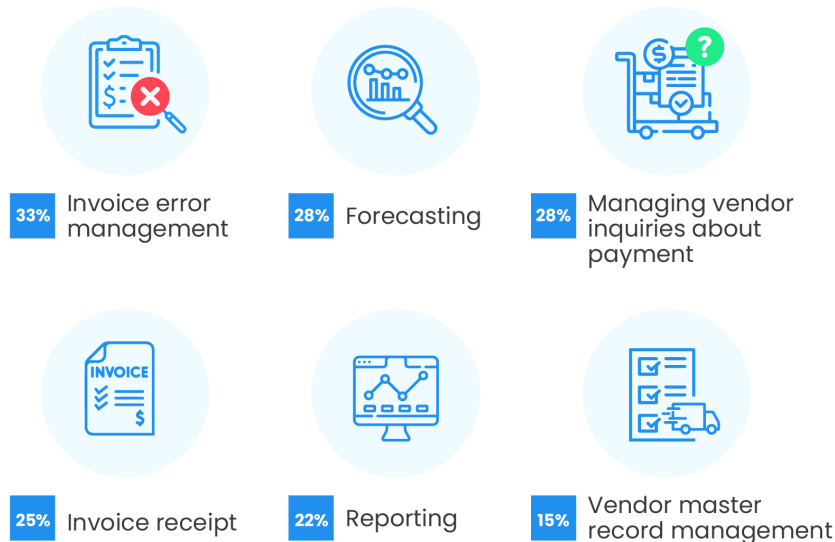 33%
Invoice error
management
28%
Forecasting
28%
Managing vendor
inquiries about
payment
INVOICE
$
25%
Invoice receipt
22%
Reporting
15%
Vendor master
record management